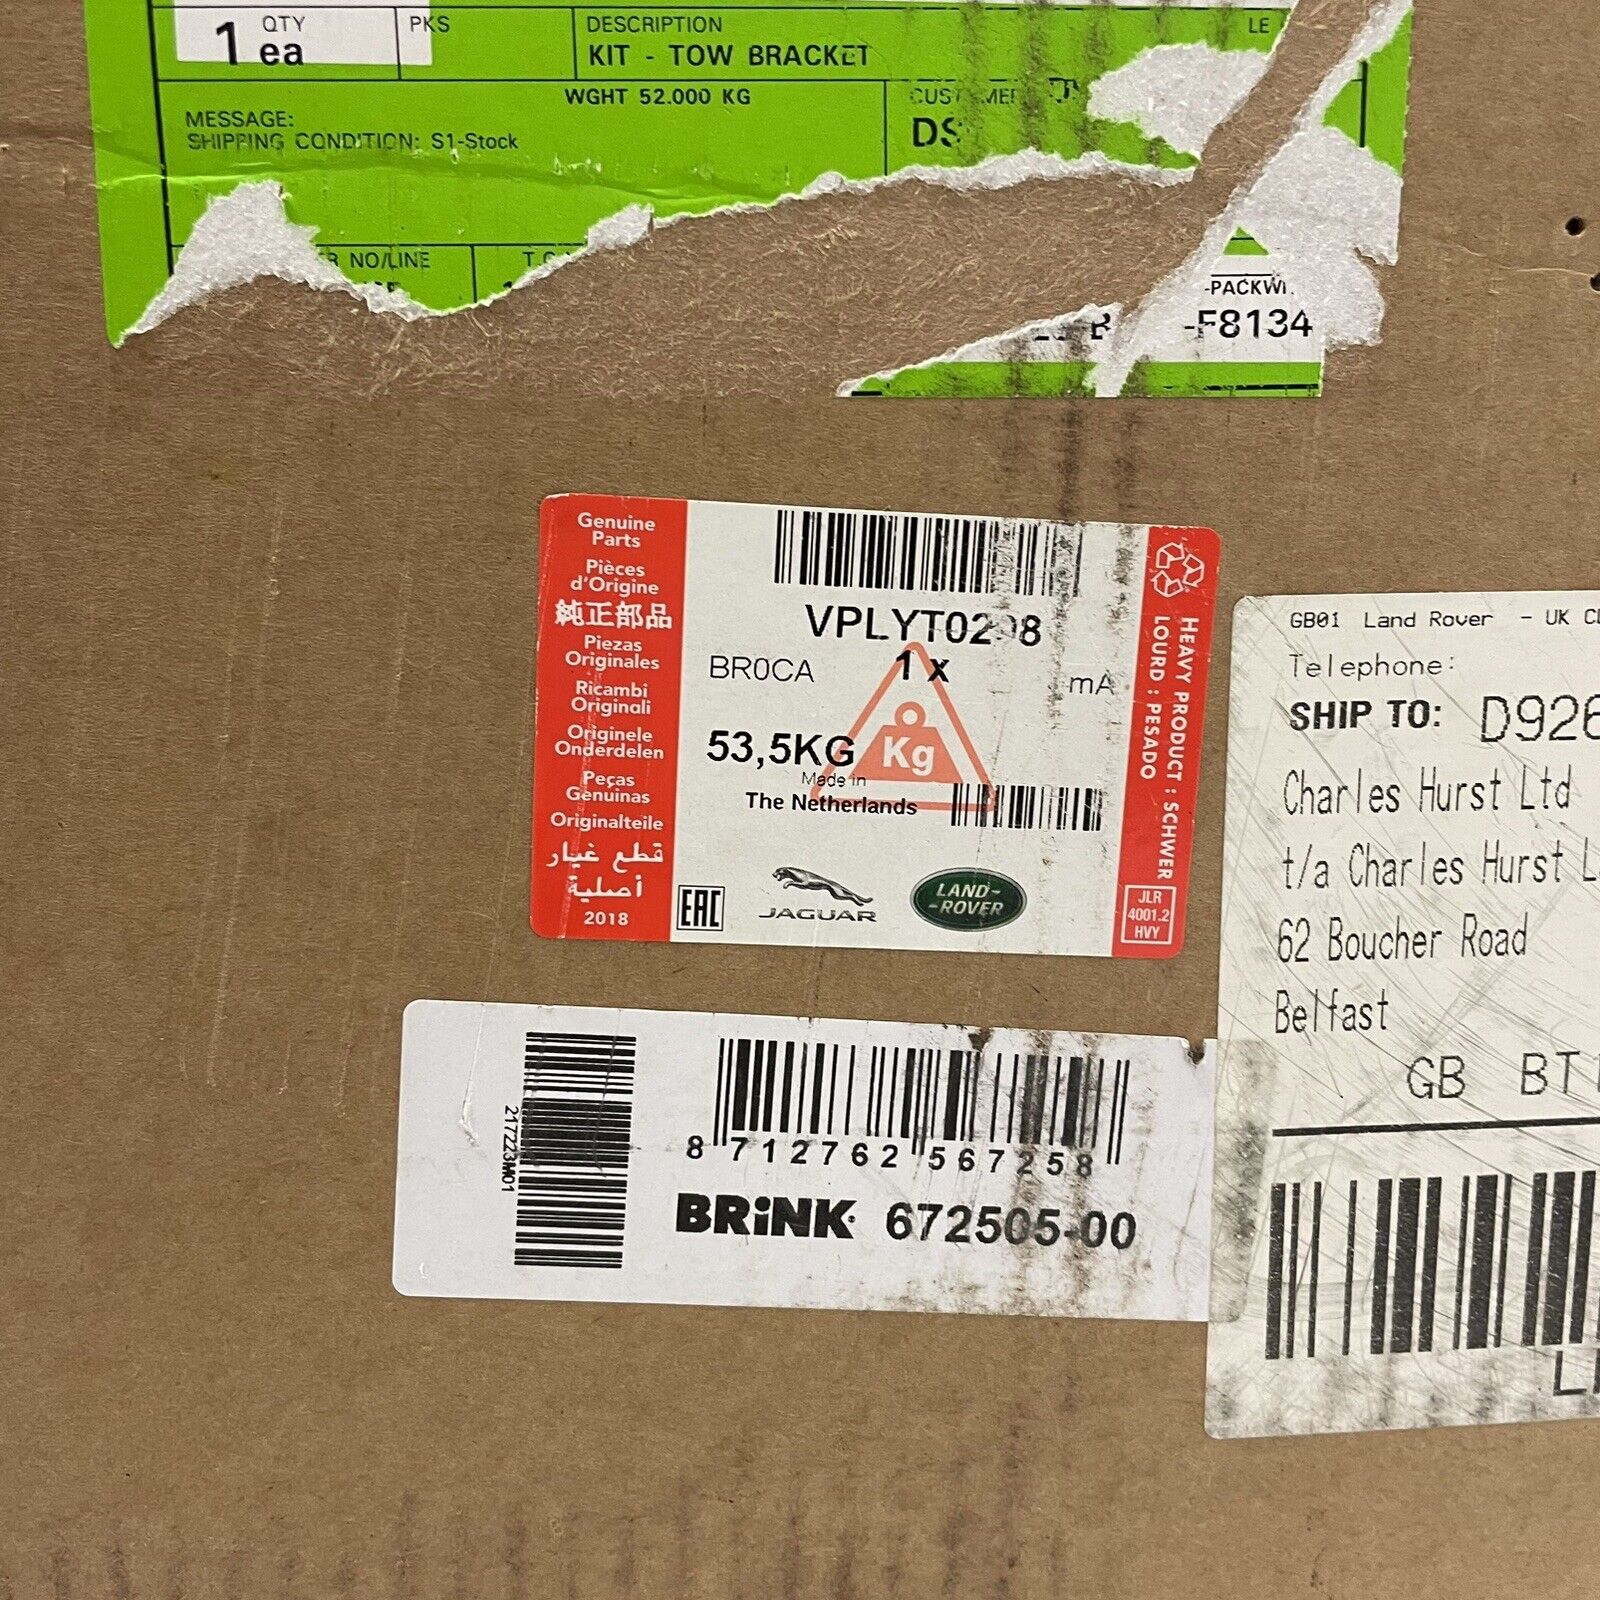 QTY
1 ea
PKS
DESCRIPTION
KIT - TOW BRACKET
LE
WGHT 52.000 KG
MESSAGE:
SHIPPING CONDITION: S1-Stock
NO/LINE
-F8134
Genuine
Parts
Pièces
d'Origine
純正部品
Piezas
Originales
Ricambi
Originali
Originele
Onderdelen
Peças
Genuinas
Originalteile
قطع غيار
أصلية
2018
BR0CA
1 x
mA
53,5KG
Kg
Made in
The Netherlands
EAC
JAGUAR
LAND-
-ROVER
HEAVY PRODUCT : SCHWER
LOURD : PESADO
JLR
4001.2
HVY
GB01 Land Rover - UK
Telephone:
SHIP TO: D926
Charles Hurst Ltd
t/a Charles Hurst
62 Boucher Road
Belfast
GB BT
217223M01
8 712762 567258
BRiNK 672505-00